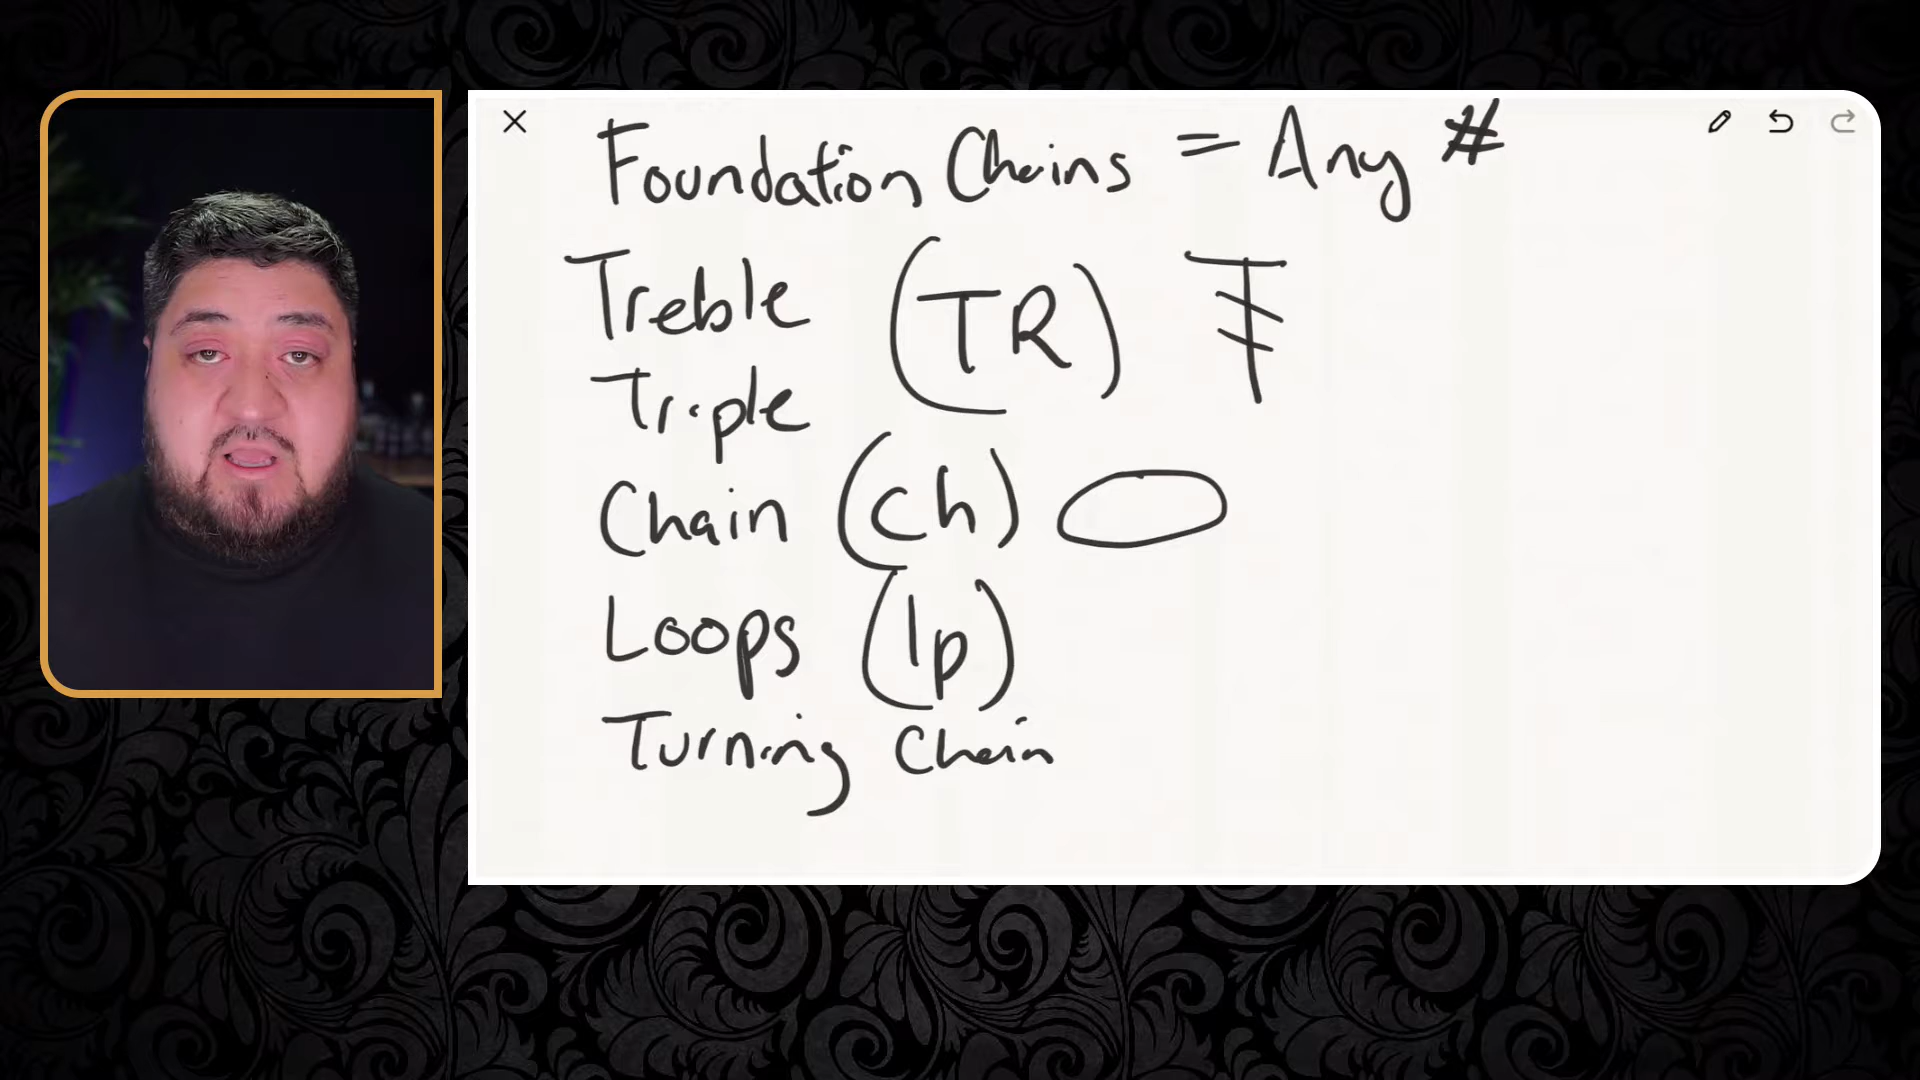 Foundation Chains = Any #
Treble (TR)
Triple
Chain (ch)
Loops (lp)
Turning Chain